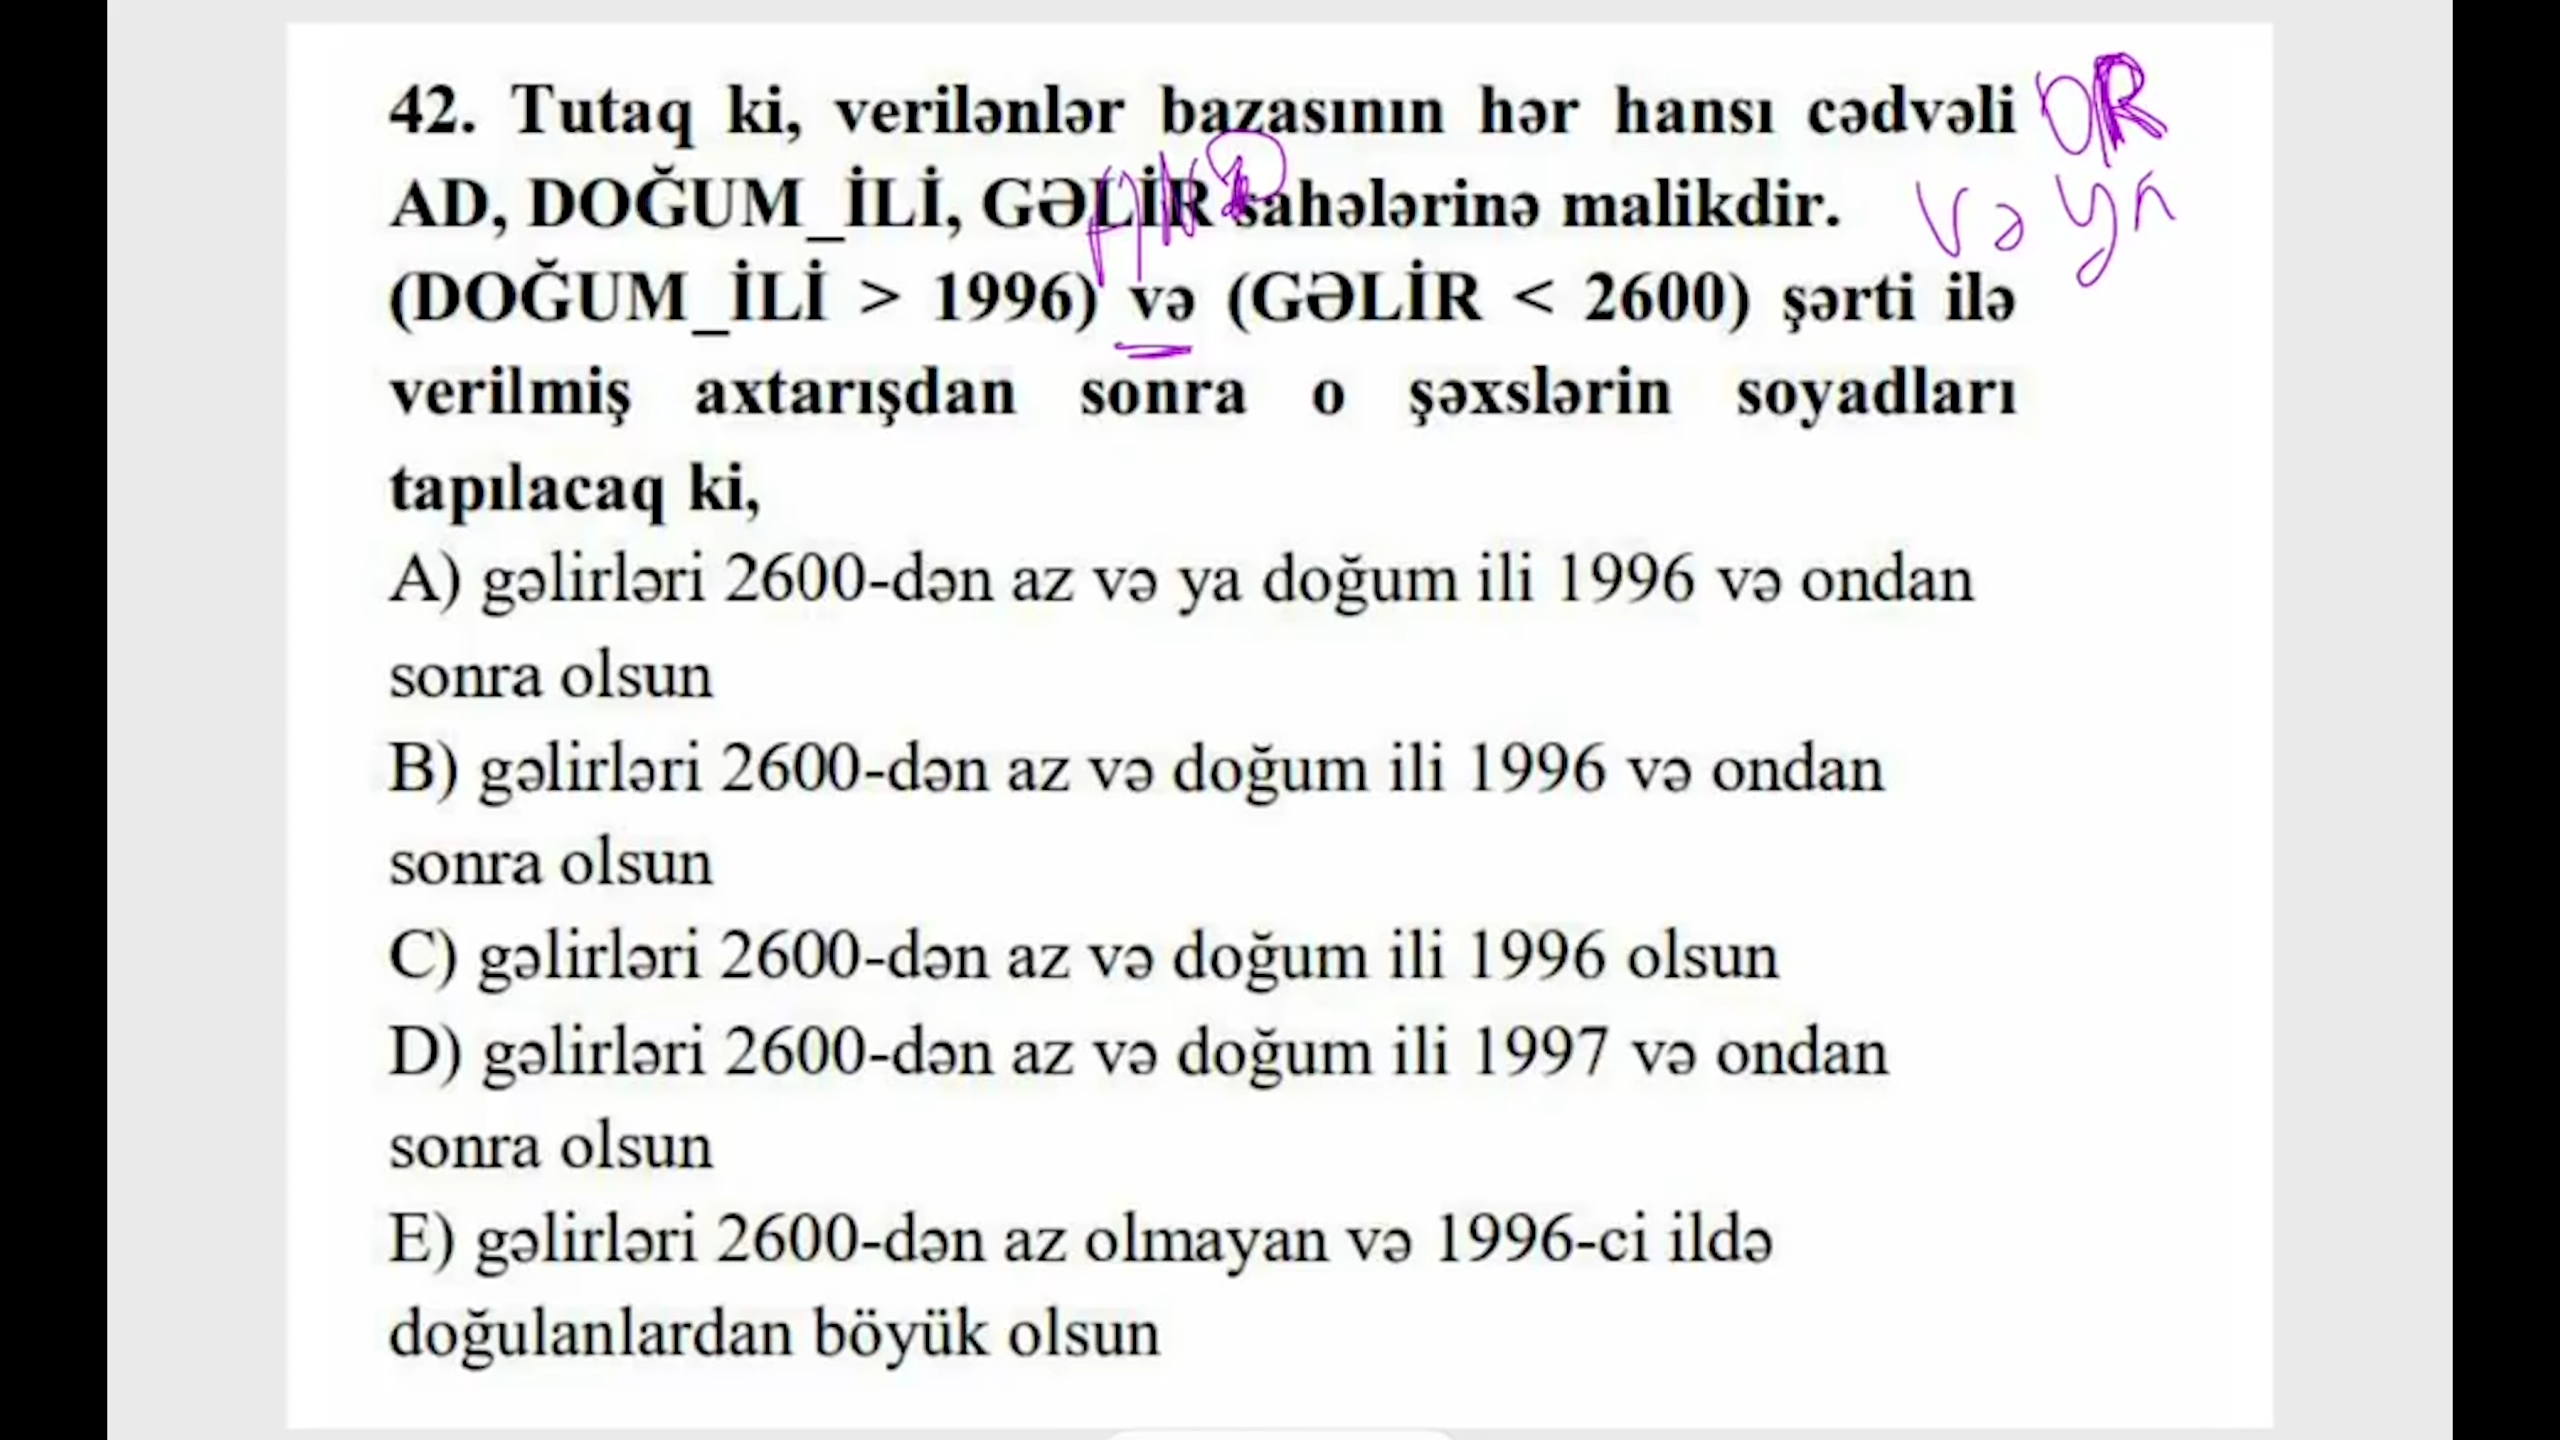 42. Tutaq ki, verilənlər bazasının hər hansı cədvəli OR
AD, DOĞUM_İLİ, GƏLİR sahələrinə malikdir. və ya
AND
(DOĞUM_İLİ > 1996) və (GƏLİR < 2600) şərti ilə
verilmiş axtarışdan sonra o şəxslərin soyadları
tapılacaq ki,
A) gəlirləri 2600-dən az və ya doğum ili 1996 və ondan
sonra olsun
B) gəlirləri 2600-dən az və doğum ili 1996 və ondan
sonra olsun
C) gəlirləri 2600-dən az və doğum ili 1996 olsun
D) gəlirləri 2600-dən az və doğum ili 1997 və ondan
sonra olsun
E) gəlirləri 2600-dən az olmayan və 1996-ci ildə
doğulanlardan böyük olsun